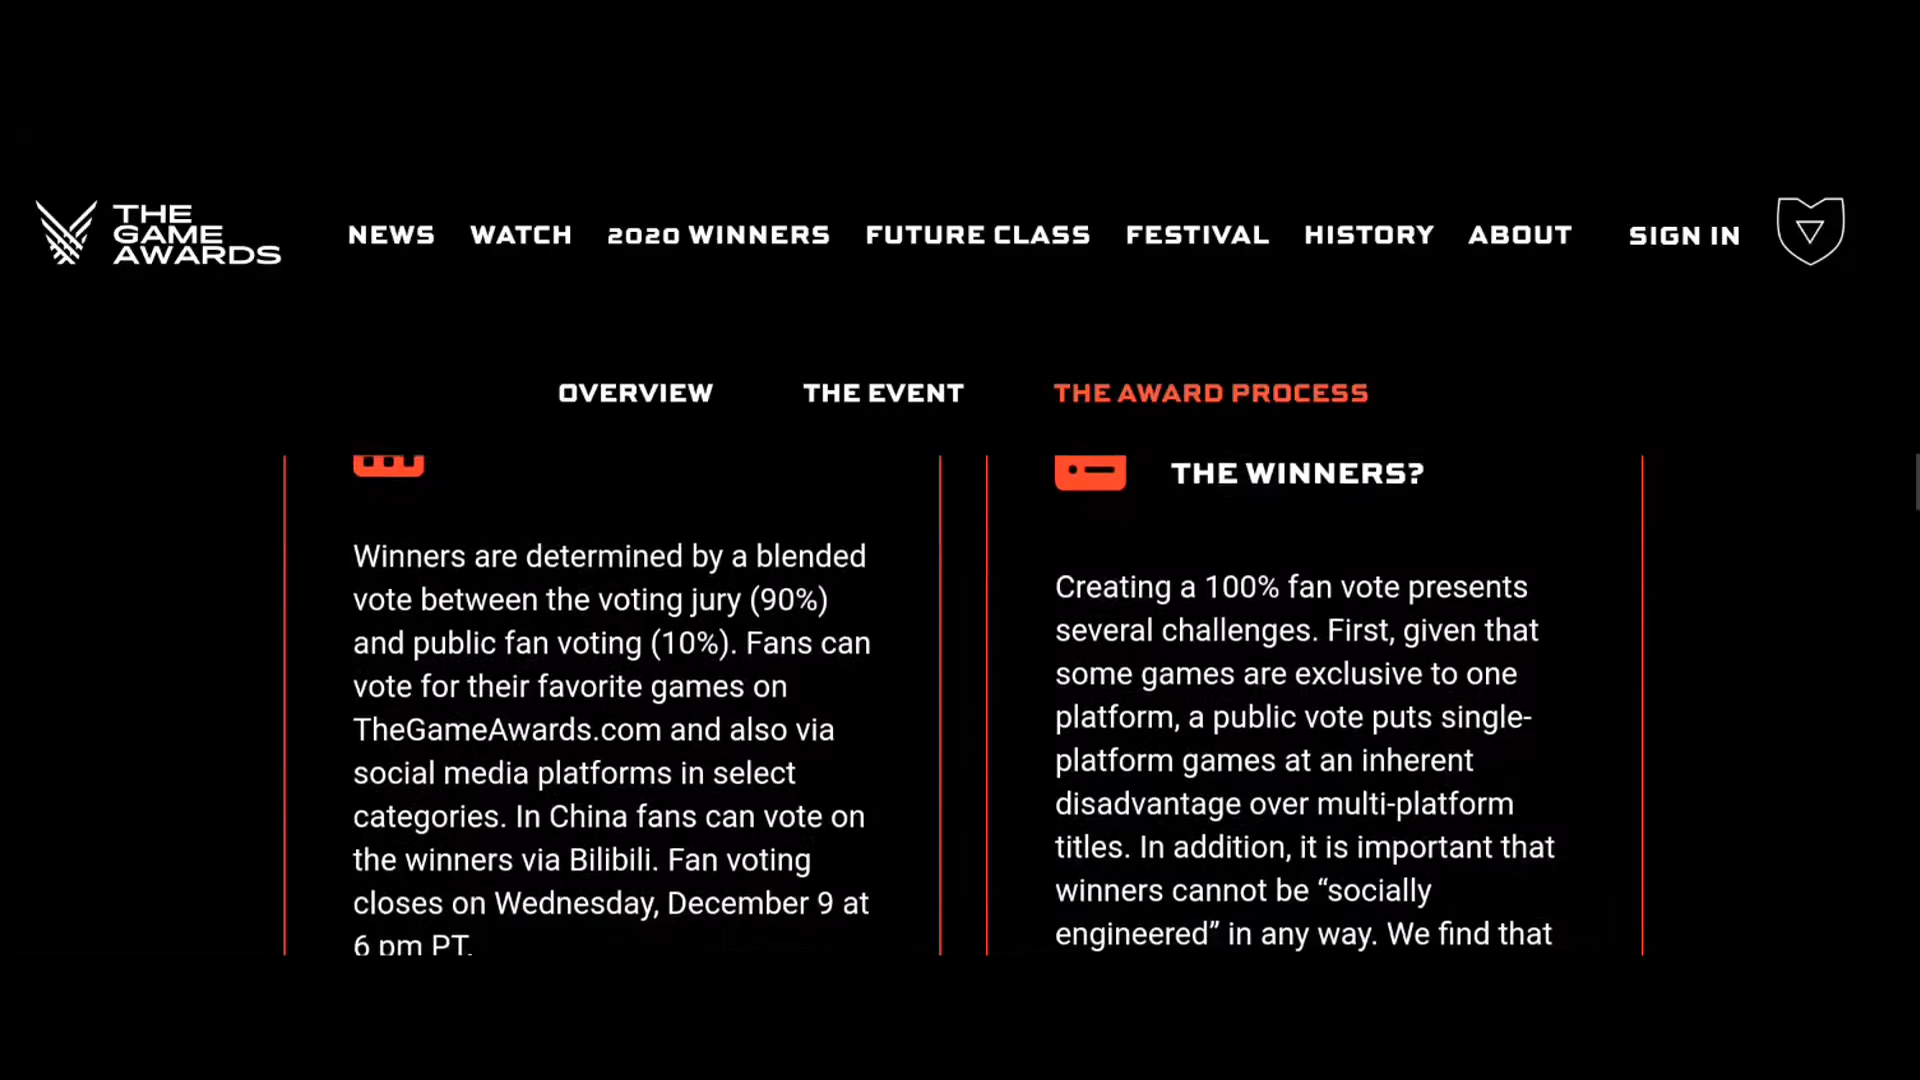 THE
GAME
AWARDS
NEWS
WATCH
2020 WINNERS
FUTURE CLASS
FESTIVAL
HISTORY
ABOUT
SIGN IN
OVERVIEW
THE EVENT
THE AWARD PROCESS
Winners are determined by a blended
vote between the voting jury (90%)
and public fan voting (10%). Fans can
vote for their favorite games on
TheGameAwards.com and also via
social media platforms in select
categories. In China fans can vote on
the winners via Bilibili. Fan voting
closes on Wednesday, December 9 at
6 pm PT.
THE WINNERS?
Creating a 100% fan vote presents
several challenges. First, given that
some games are exclusive to one
platform, a public vote puts single-
platform games at an inherent
disadvantage over multi-platform
titles. In addition, it is important that
winners cannot be “socially
engineered” in any way. We find that